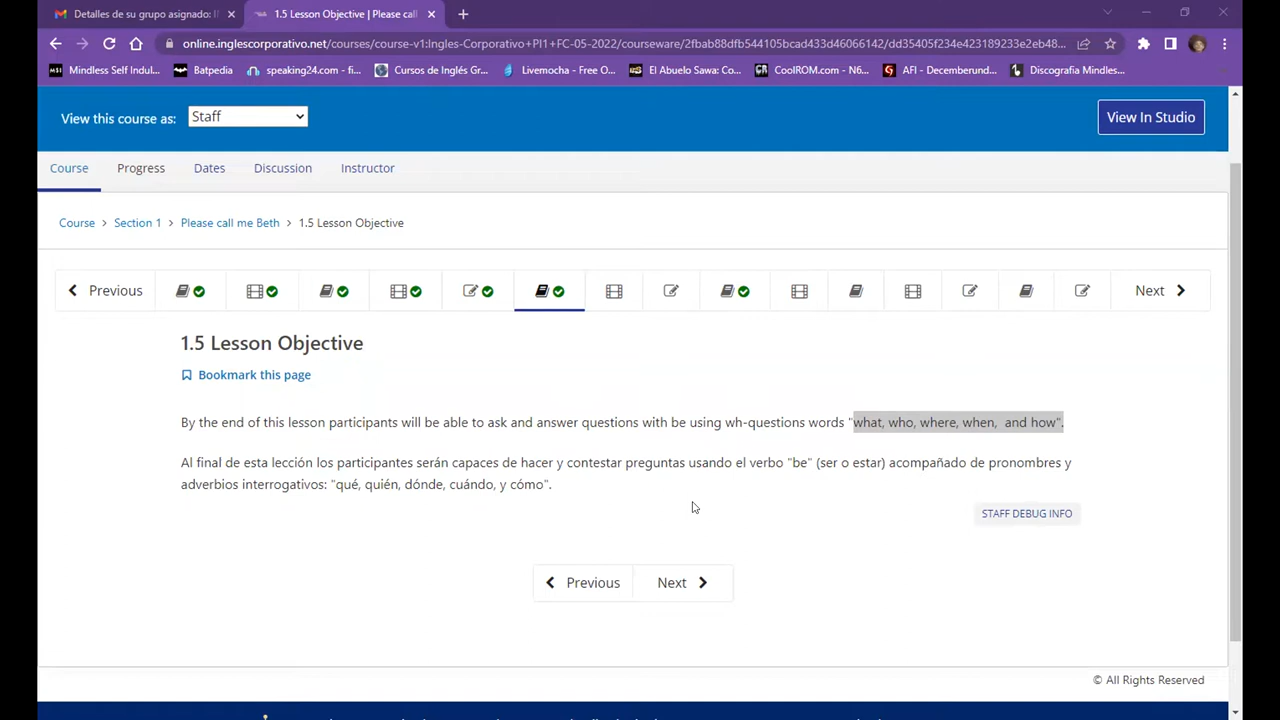 Detalles de su grupo asignado: I
1.5 Lesson Objective | Please call
online.inglescorporativo.net/courses/course-v1:Ingles-Corporativo+PI1+FC-05-2022/courseware/2fbab88dfb544105bcad433d46066142/dd35405f234e423189233e2eb48...
Mindless Self Indul...
Batpedia
speaking24.com - fi...
Cursos de Inglés Gr...
Livemocha - Free O...
El Abuelo Sawa: Co...
CoolROM.com - N6...
AFI - Decemberund...
Discografia Mindles...
View this course as:
Staff
View In Studio
Course
Progress
Dates
Discussion
Instructor
Course > Section 1 > Please call me Beth > 1.5 Lesson Objective
Previous
Next
1.5 Lesson Objective
Bookmark this page
By the end of this lesson participants will be able to ask and answer questions with be using wh-questions words "what, who, where, when, and how".
Al final de esta lección los participantes serán capaces de hacer y contestar preguntas usando el verbo "be" (ser o estar) acompañado de pronombres y
adverbios interrogativos: "qué, quién, dónde, cuándo, y cómo".
STAFF DEBUG INFO
Previous
Next
© All Rights Reserved